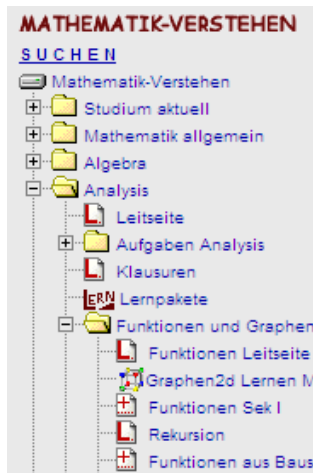 MATHEMATIK-VERSTEHEN
SUCHEN
Mathematik-Verstehen
Studium aktuell
Mathematik allgemein
Algebra
Analysis
L Leitseite
Aufgaben Analysis
L Klausuren
LERN Lernpakete
Funktionen und Graphen
L Funktionen Leitseite
Graphen2d Lernen M
Funktionen Sek I
L Rekursion
Funktionen aus Baus